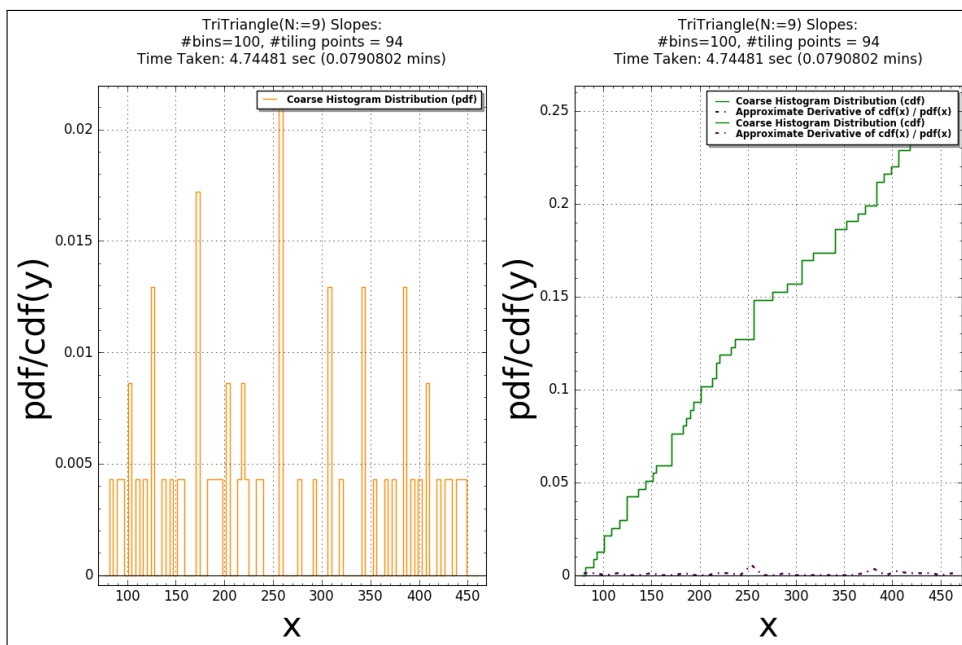 TriTriangle(N:=9) Slopes:
#bins=100, #tiling points = 94
Time Taken: 4.74481 sec (0.0790802 mins)
Coarse Histogram Distribution (pdf)
0.02
0.015
0.01
0.005
0
pdf/cdf(y)
100 150 200 250 300 350 400 450
x
TriTriangle(N:=9) Slopes:
#bins=100, #tiling points = 94
Time Taken: 4.74481 sec (0.0790802 mins)
Coarse Histogram Distribution (cdf)
Approximate Derivative of cdf(x) / pdf(x)
Coarse Histogram Distribution (cdf)
Approximate Derivative of cdf(x) / pdf(x)
0.25
0.2
0.15
0.1
0.05
0
pdf/cdf(y)
100 150 200 250 300 350 400 450
x